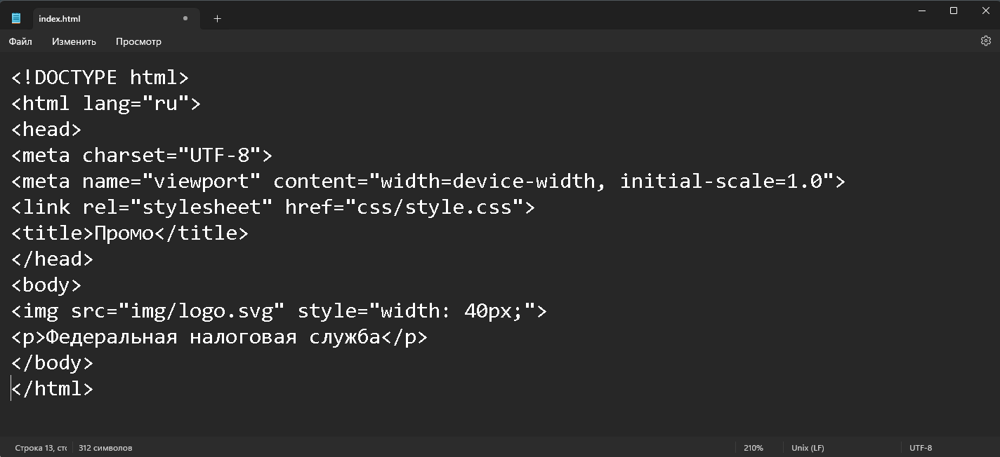 index.html
Файл Изменить Просмотр
<!DOCTYPE html>
<html lang="ru">
<head>
<meta charset="UTF-8">
<meta name="viewport" content="width=device-width, initial-scale=1.0">
<link rel="stylesheet" href="css/style.css">
<title>Промо</title>
</head>
<body>
<img src="img/logo.svg" style="width: 40px;">
<p>Федеральная налоговая служба</p>
</body>
</html>
Строка 13, стс 312 символов 210% Unix (LF) UTF-8